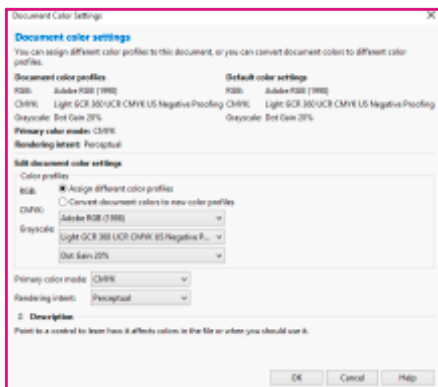 Document Color Settings
Document color settings
You can assign different color profiles to this document, or you can convert document colors to different color
profiles.
Document color profiles Default color settings
RGB: Adobe RGB (1998) RGB: Adobe RGB (1998)
CMYK: Light GCR 360 UCR CMYK US Negative Proofing CMYK: Light GCR 360 UCR CMYK US Negative Proofing
Grayscale: Dot Gain 20% Grayscale: Dot Gain 20%
Primary color mode: CMYK
Rendering intent: Perceptual
Edit document color settings
Color profiles
RGB: Assign different color profiles
Convert document colors to new color profiles
CMYK: Adobe RGB (1998)
Grayscale: Light GCR 360 UCR CMYK US Negative P...
Dot Gain 20%
Primary color mode: CMYK
Rendering intent: Perceptual
Description
Point to a control to learn how it affects colors in the file or when you should use it.
OK Cancel Help